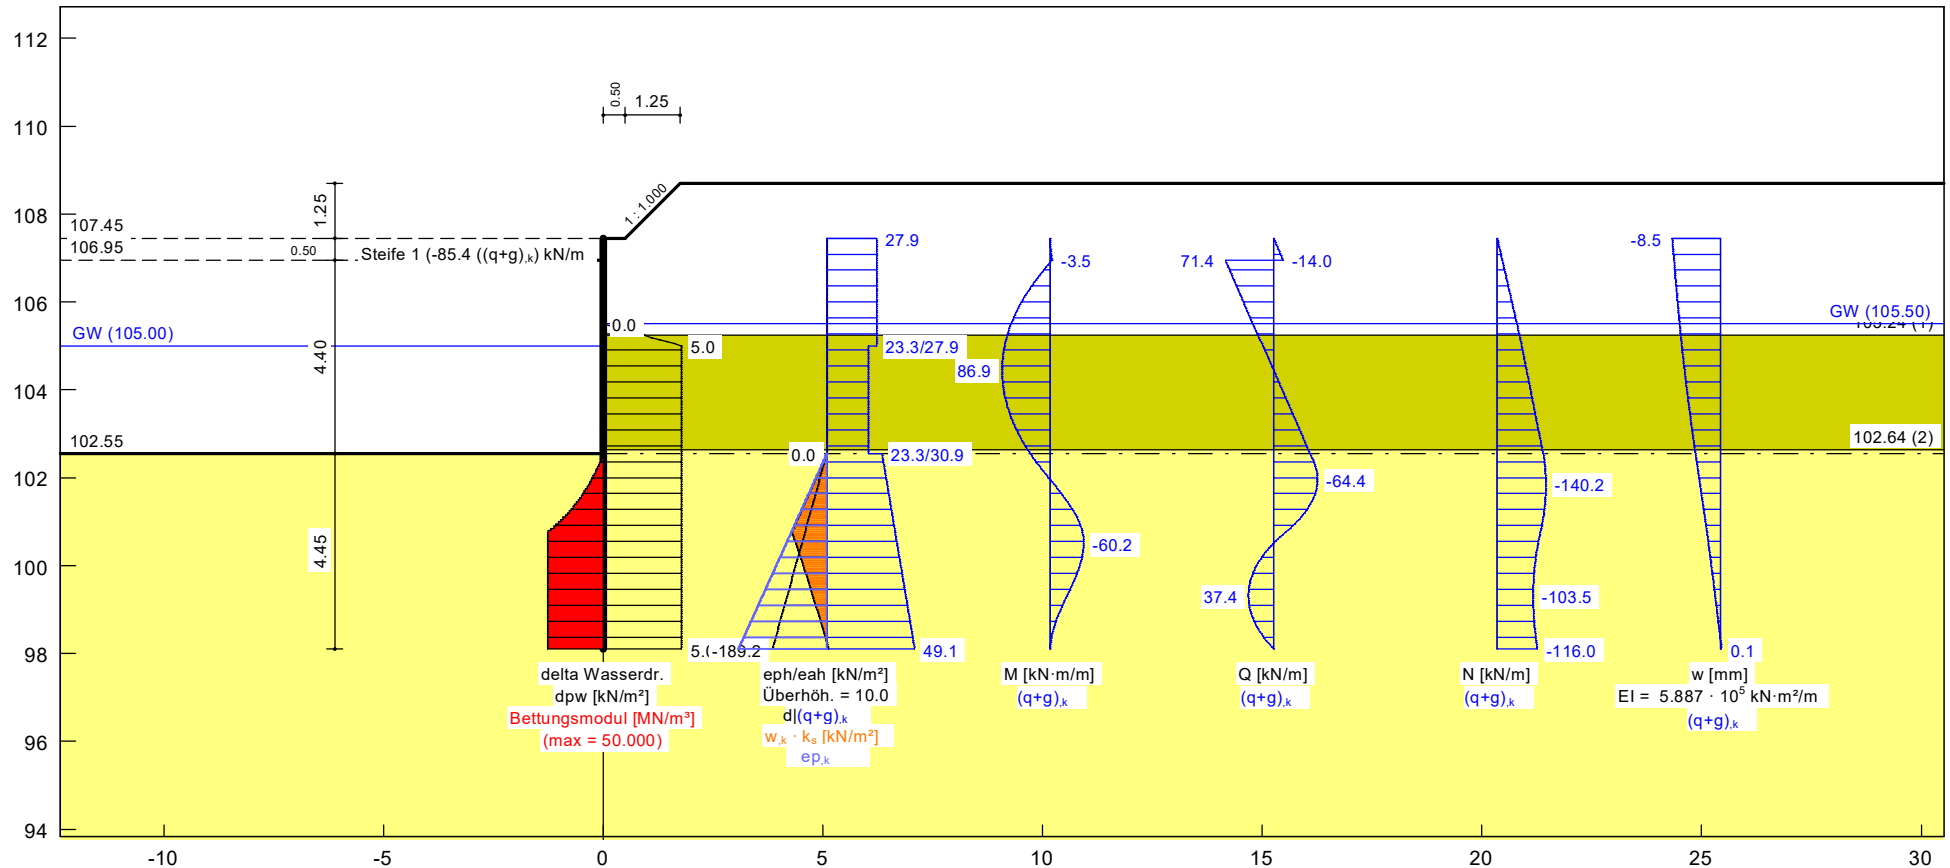 112
110
108
106
104
102
100
98
96
94
0.50
1.25
1.25
1 : 1.000
107.45
106.95
0.50
Steife 1 (-85.4 ((q+g),k) kN/m
27.9
-3.5
71.4
-14.0
-8.5
GW (105.00)
0.0
GW (105.50)
4.40
5.0
23.3/27.9
86.9
102.55
102.64 (2)
0.0
23.3/30.9
-64.4
-140.2
4.45
-60.2
37.4
-103.5
-189.2
49.1
-116.0
0.1
delta Wasserdr.
dpw [kN/m²]
Bettungsmodul [MN/m³]
(max = 50.000)
eph/eah [kN/m²]
Überhöh. = 10.0
d|(q+g),k
w,k · ks [kN/m²]
ep,k
M [kN·m/m]
(q+g),k
Q [kN/m]
(q+g),k
N [kN/m]
(q+g),k
w [mm]
EI = 5.887 · 10⁵ kN·m²/m
(q+g),k
-10
-5
0
5
10
15
20
25
30